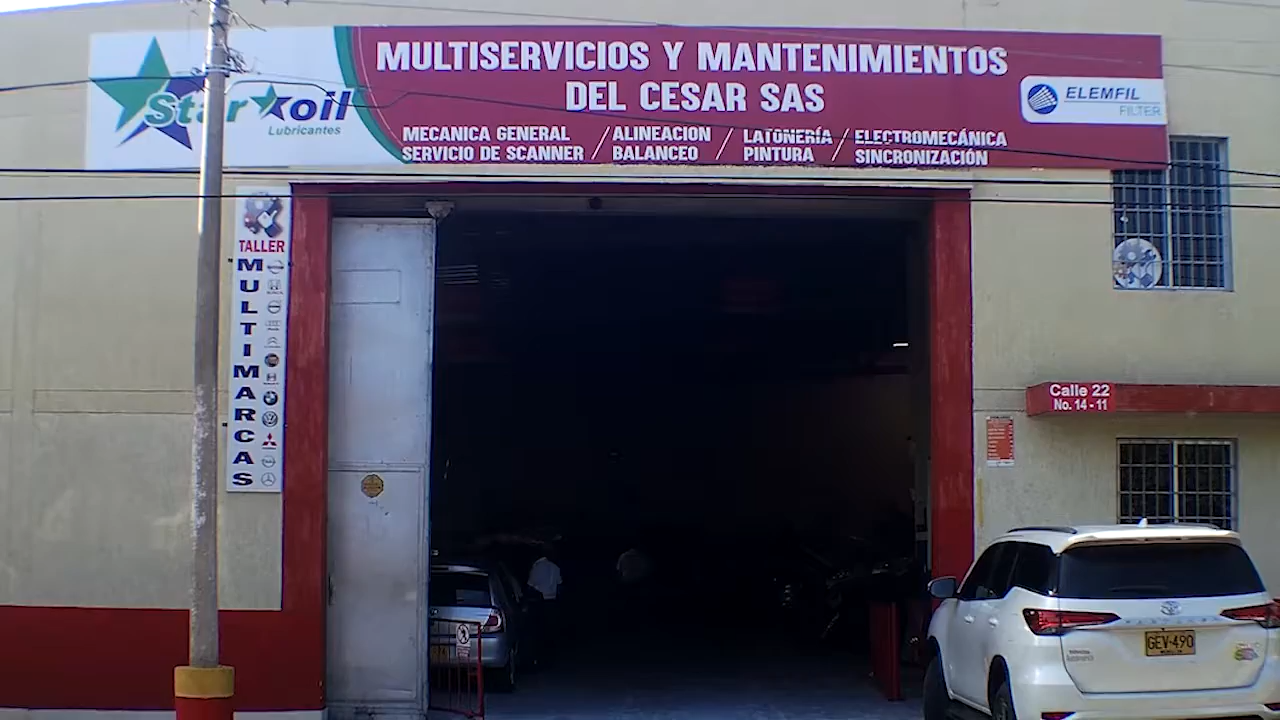 Star oil
Lubricantes
MULTISERVICIOS Y MANTENIMIENTOS
DEL CESAR SAS
MECANICA GENERAL / ALINEACION / LATONERÍA / ELECTROMECÁNICA
SERVICIO DE SCANNER / BALANCEO / PINTURA / SINCRONIZACIÓN
ELEMFIL
FILTER
TALLER
MULTIMARCAS
Calle 22
No. 14 - 11
GEV·490